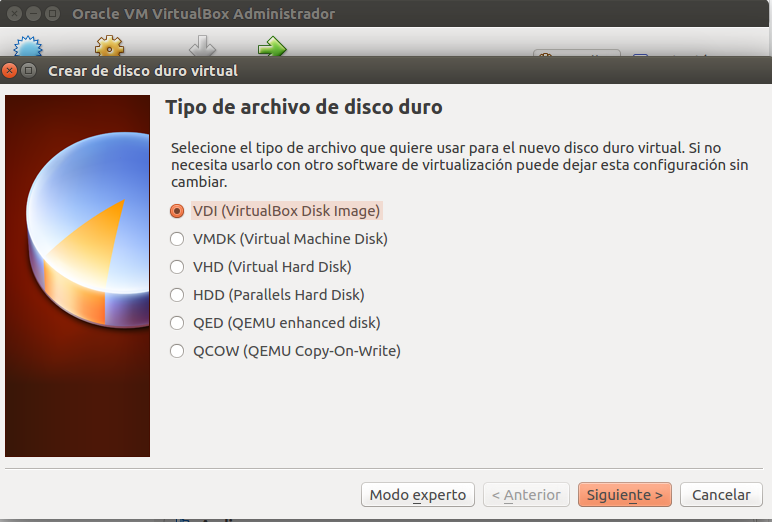 Oracle VM VirtualBox Administrador
Crear de disco duro virtual
Tipo de archivo de disco duro
Selecione el tipo de archivo que quiere usar para el nuevo disco duro virtual. Si no
necesita usarlo con otro software de virtualización puede dejar esta configuración sin
cambiar.
VDI (VirtualBox Disk Image)
VMDK (Virtual Machine Disk)
VHD (Virtual Hard Disk)
HDD (Parallels Hard Disk)
QED (QEMU enhanced disk)
QCOW (QEMU Copy-On-Write)
Modo experto
< Anterior
Siguiente >
Cancelar